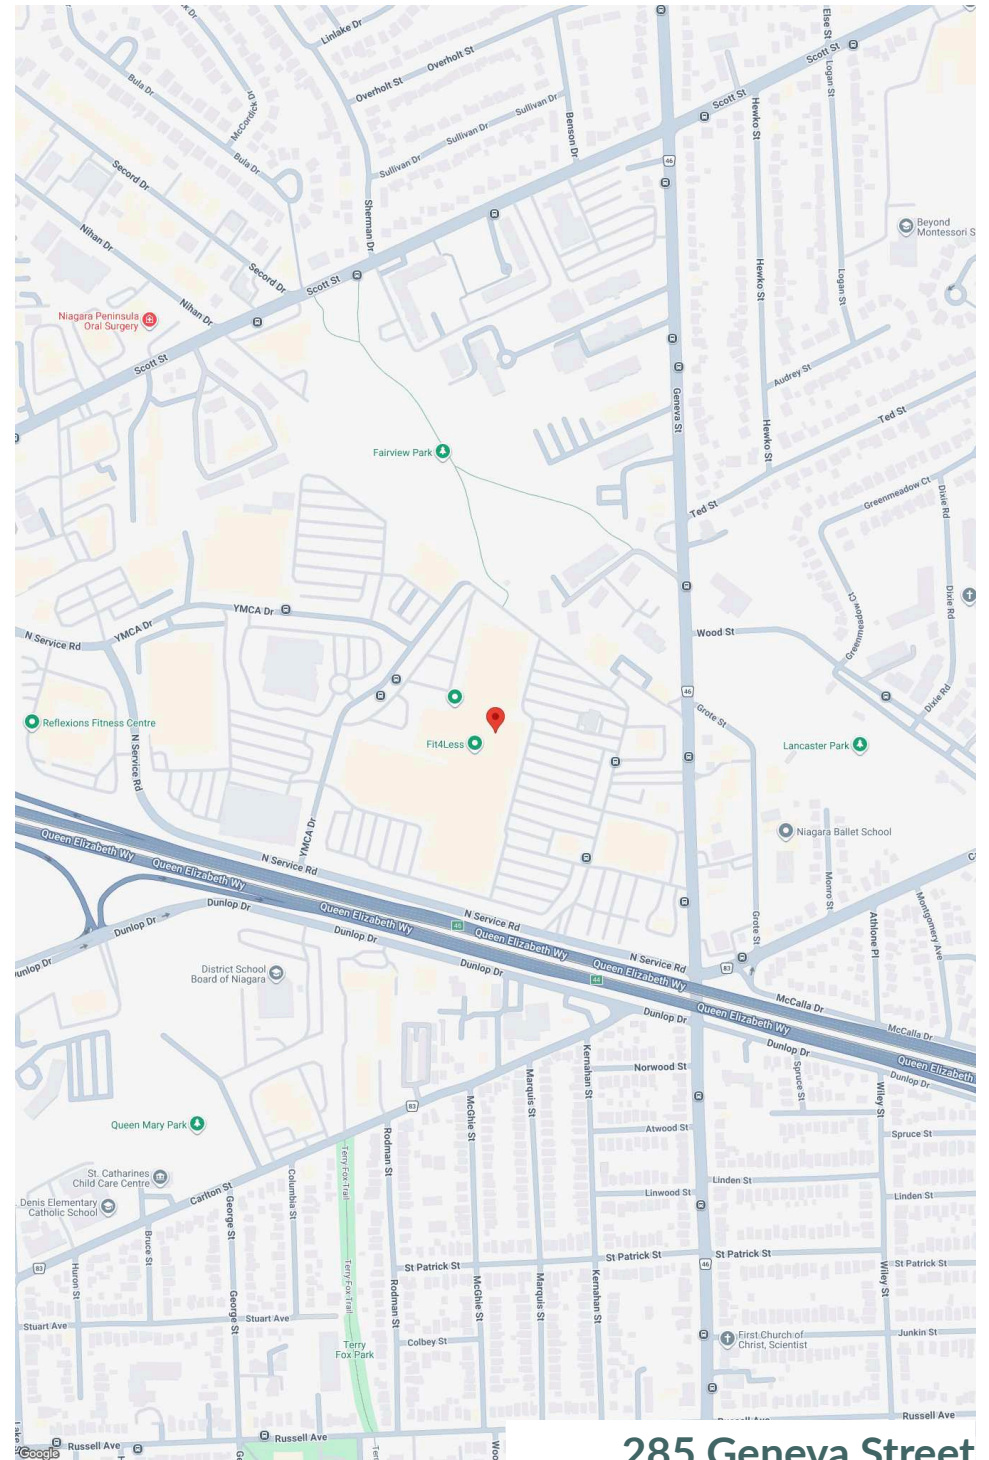 Linlake Dr
Else St
Scott St
Overholt St
Overholt St
Logan St
Bula Dr
McCordick Dr
Sullivan Dr
Sullivan Dr
Sullivan Dr
Benson Dr
Scott St
Hewko St
46
Bula Dr
Secord Dr
Sherman Dr
Beyond
Montessori S
Nihan Dr
Secord Dr
Hewko St
Logan St
Scott St
Nihan Dr
Niagara Peninsula
Oral Surgery
Scott St
Audrey St
Geneva St
Ted St
Hewko St
Fairview Park
Greenmeadow Ct
Dixie Rd
Ted St
YMCA Dr
YMCA Dr
N Service Rd
Greenmeadow Ct
Dixie Rd
Wood St
46
Dixie Rd
Grote St
Reflexions Fitness Centre
N Service Rd
Fit4Less
Lancaster Park
Niagara Ballet School
YMCA Dr
Queen Elizabeth Wy
Queen Elizabeth Wy
N Service Rd
Monro St
Montgomery Ave
Dunlop Dr
Queen Elizabeth Wy
N Service Rd
Grote St
Athlone Pl
Dunlop Dr
46
Queen Elizabeth Wy
Dunlop Dr
N Service Rd
Queen Elizabeth Wy
83
unlop Dr
District School
Board of Niagara
Dunlop Dr
44
McCalla Dr
Queen Elizabeth Wy
Dunlop Dr
McCalla Dr
Dunlop Dr
Queen Elizabeth
Kernahan St
Norwood St
Spruce St
Dunlop Dr
Marquis St
McGhie St
83
Wiley St
Queen Mary Park
Atwood St
Spruce St
Rodman St
Terry Fox Trail
St. Catharines
Child Care Centre
Columbia St
Carlton St
Linden St
Linwood St
Linden St
Denis Elementary
Catholic School
George St
Bruce St
St Patrick St
St Patrick St
46
St Patrick St
St Patrick St
83
Huron St
Terry Fox Trail
Rodman St
McGhie St
Marquis St
Kernahan St
Wiley St
George St
Stuart Ave
Stuart Ave
Colbey St
Terry
Fox Park
First Church of
Christ, Scientist
Junkin St
Russell Ave
Russell Ave
Russell Ave
Google
285 Geneva Street